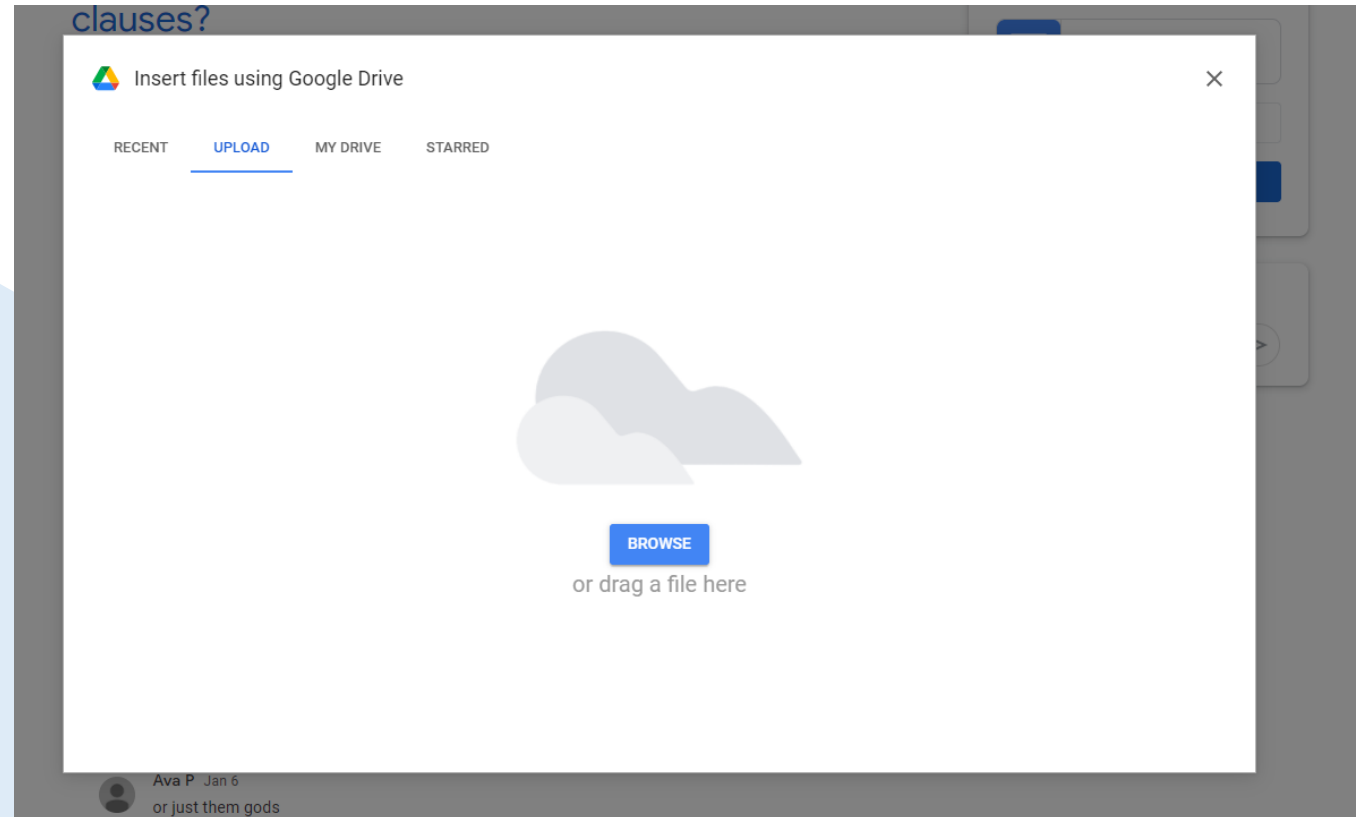 clauses?
Insert files using Google Drive
RECENT UPLOAD MY DRIVE STARRED
BROWSE
or drag a file here
Ava P Jan 6
or just them gods